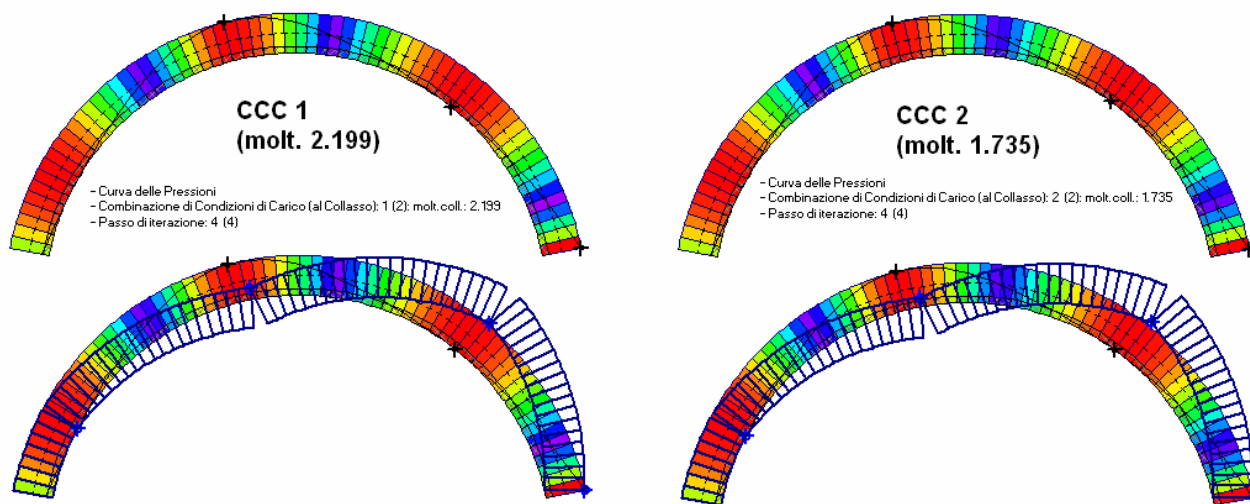 CCC 1
(molt. 2.199)
- Curva delle Pressioni
- Combinazione di Condizioni di Carico (al Collasso): 1 (2): molt.coll.: 2.199
- Passo di iterazione: 4 (4)
CCC 2
(molt. 1.735)
- Curva delle Pressioni
- Combinazione di Condizioni di Carico (al Collasso): 2 (2): molt.coll.: 1.735
- Passo di iterazione: 4 (4)